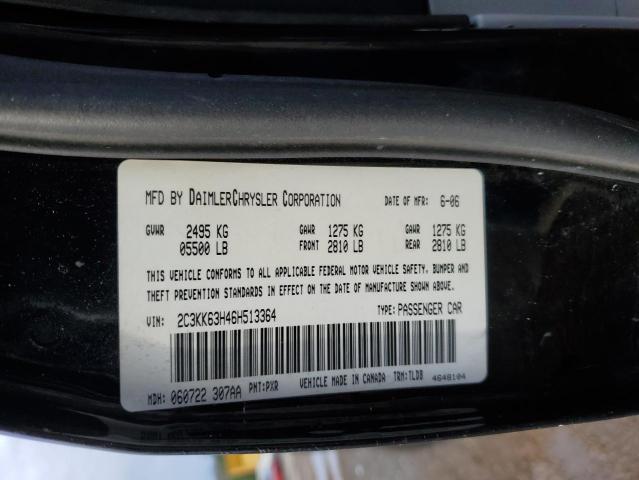 MFD BY DAIMLERCHRYSLER CORPORATION DATE OF MFR: 6-06
GVWR 2495 KG GAWR 1275 KG GAWR 1275 KG
05500 LB FRONT 2810 LB REAR 2810 LB
THIS VEHICLE CONFORMS TO ALL APPLICABLE FEDERAL MOTOR VEHICLE SAFETY, BUMPER AND
THEFT PREVENTION STANDARDS IN EFFECT ON THE DATE OF MANUFACTURE SHOWN ABOVE.
VIN: 2C3KK63H46H513364 TYPE: PASSENGER CAR
MDH: 060722 307AA PNT:PXR VEHICLE MADE IN CANADA TRM:TLDB 4648104